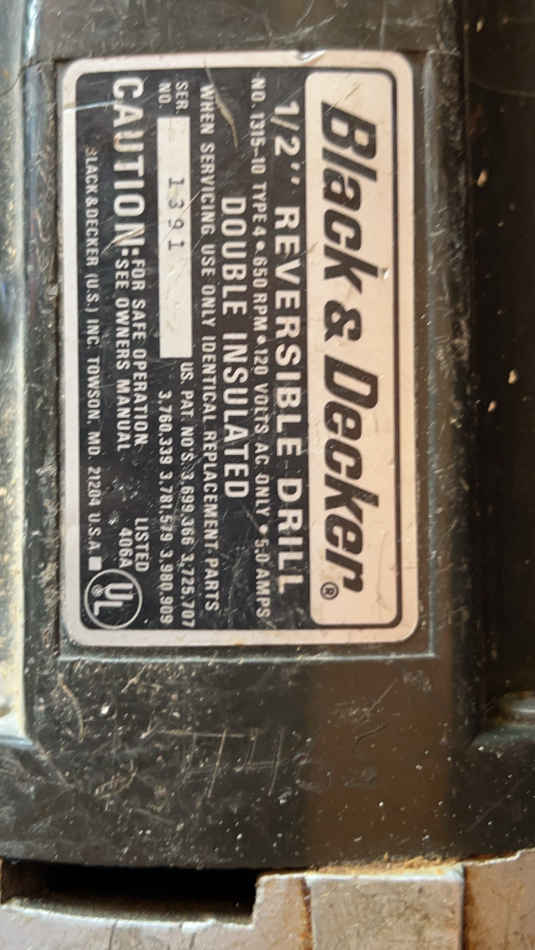 Black & Decker®
1/2" REVERSIBLE DRILL
NO. 1315-10 TYPE 4 • 650 RPM • 120 VOLTS AC ONLY • 5.0 AMPS
DOUBLE INSULATED
WHEN SERVICING USE ONLY IDENTICAL REPLACEMENT PARTS
SER. NO. 1391
US. PAT. NO'S. 3,699,366 3,725,707
3,760,339 3,781,579 3,980,909
CAUTION: FOR SAFE OPERATION
SEE OWNERS MANUAL
LISTED
406A
UL®
BLACK & DECKER (U.S.) INC. TOWSON, MD. 21204 U.S.A.